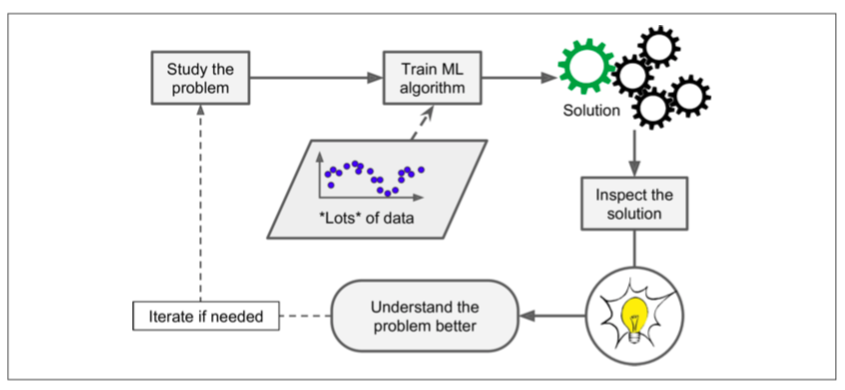 Study the
problem
Train ML
algorithm
Solution
*Lots* of data
Inspect the
solution
Understand the
problem better
Iterate if needed